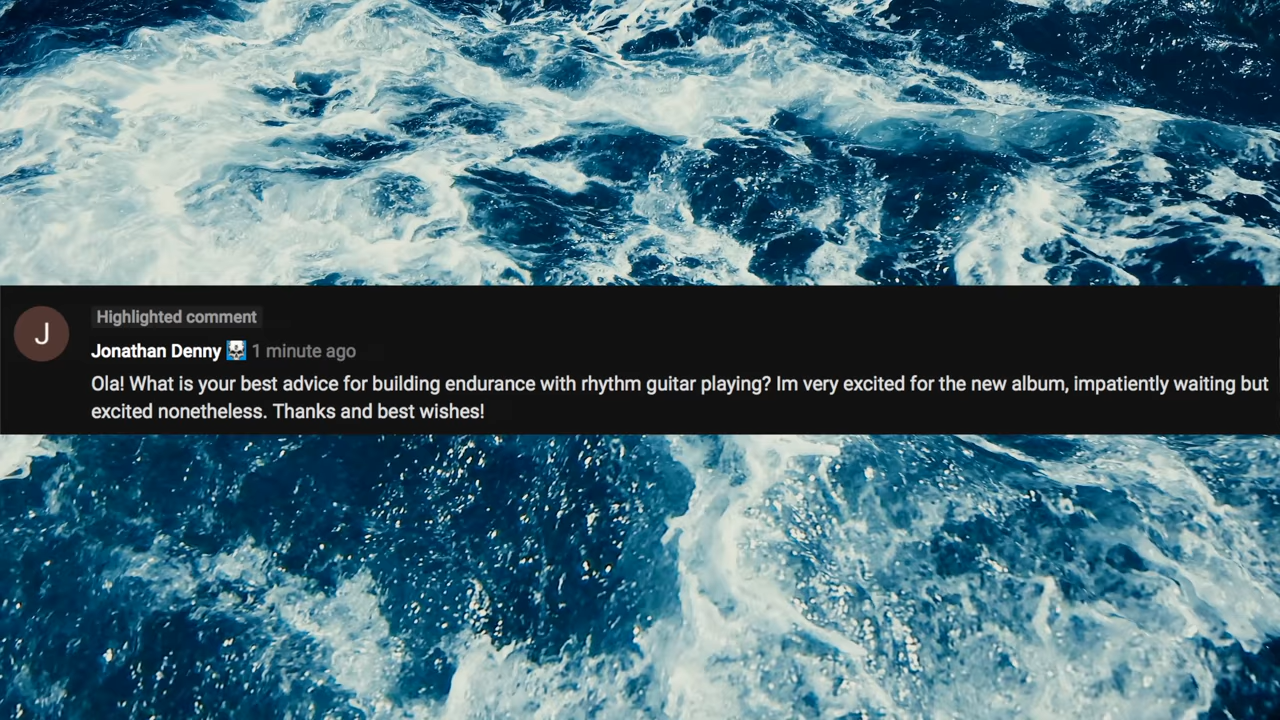 J
Highlighted comment
Jonathan Denny 1 minute ago
Ola! What is your best advice for building endurance with rhythm guitar playing? Im very excited for the new album, impatiently waiting but
excited nonetheless. Thanks and best wishes!